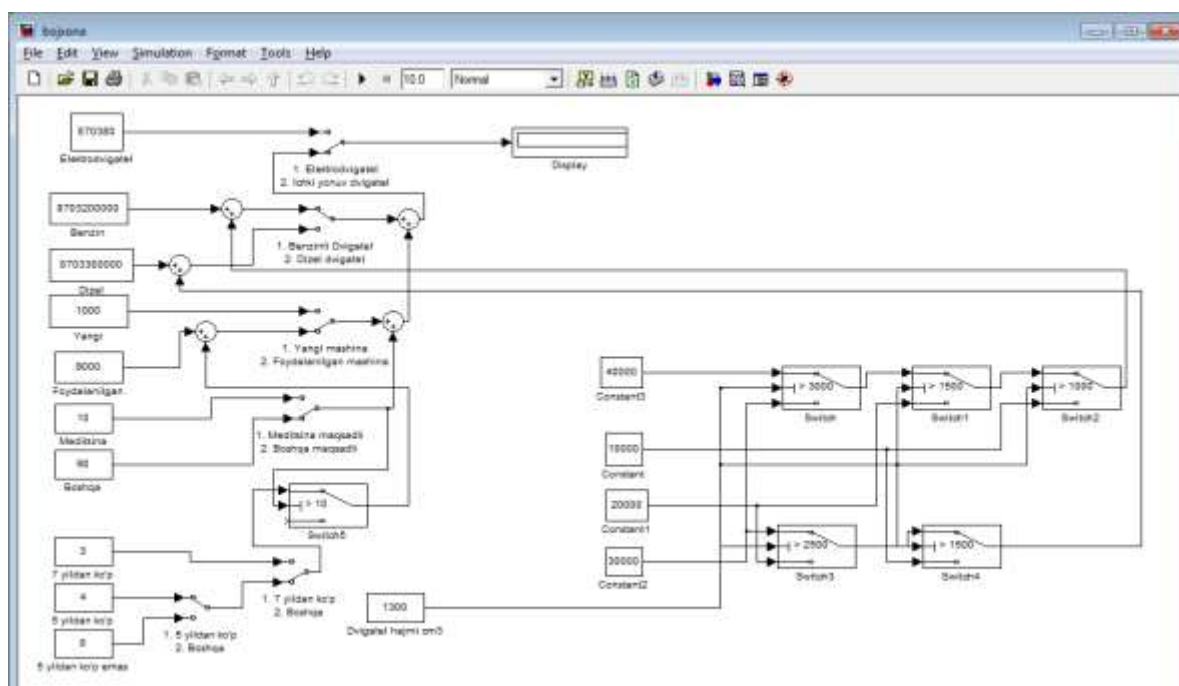 bojxona
File Edit View Simulation Format Tools Help
10.0 Normal
Elektrodvigatel
Display
1. Elektrodvigatel
2. Ichki yonuv dvigatel
8703200000
Benzin
1. Benzinli Dvigatel
2. Dizel dvigatel
Dizel
1000
Yangi
1. Yangi mashina
2. Foydalanilgan mashina
9000
Foydalanilgan.
10
Meditsina
1. Meditsina maqsadli
2. Boshqa maqsadli
90
Boshqa
> 10
Switch5
3
7 yildan ko'p
1. 7 yildan ko'p
2. Boshqa
4
5 yildan ko'p
1. 5 yildan ko'p
2. Boshqa
5 yildan ko'p emas
1300
Dvigatel hajmi cm3
40000
Constant3
> 3000
Switch
> 1500
Switch1
> 1000
Switch2
10000
Constant
20000
Constant1
30000
Constant2
> 2500
Switch3
> 1500
Switch4